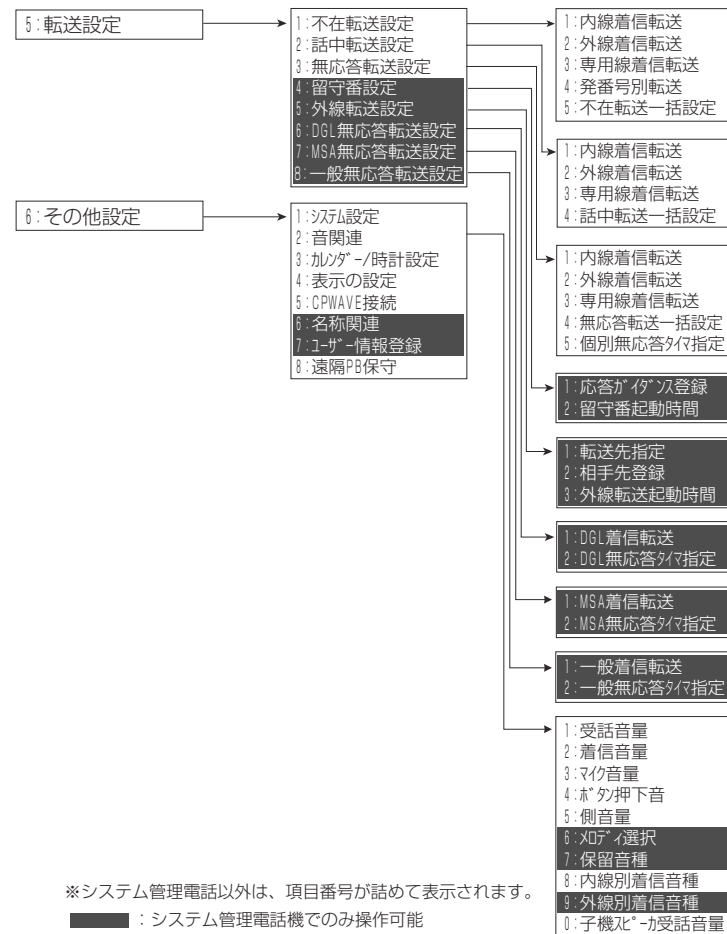 5:転送設定
1:不在転送設定
2:話中転送設定
3:無応答転送設定
4:留守番設定
5:外線転送設定
6:DGL無応答転送設定
7:MSA無応答転送設定
8:一般無応答転送設定
1:内線着信転送
2:外線着信転送
3:専用線着信転送
4:発番号別転送
5:不在転送一括設定
1:内線着信転送
2:外線着信転送
3:専用線着信転送
4:話中転送一括設定
1:内線着信転送
2:外線着信転送
3:専用線着信転送
4:無応答転送一括設定
5:個別無応答ﾀｲﾏ指定
1:応答ｶﾞｲﾀﾞﾝｽ登録
2:留守番起動時間
1:転送先指定
2:相手先登録
3:外線転送起動時間
1:DGL着信転送
2:DGL無応答ﾀｲﾏ指定
1:MSA着信転送
2:MSA無応答ﾀｲﾏ指定
1:一般着信転送
2:一般無応答ﾀｲﾏ指定
6:その他設定
1:ｼｽﾃﾑ設定
2:音関連
3:ｶﾚﾝﾀﾞｰ/時計設定
4:表示の設定
5:CPWAVE接続
6:名称関連
7:ﾕｰｻﾞｰ情報登録
8:遠隔PB保守
1:受話音量
2:着信音量
3:ﾏｲｸ音量
4:ﾎﾞﾀﾝ押下音
5:側音量
6:ﾒﾛﾃﾞｨ選択
7:保留音種
8:内線別着信音種
9:外線別着信音種
0:子機ｽﾋﾟｰｶ受話音量
※システム管理電話以外は、項目番号が詰めて表示されます。
：システム管理電話機でのみ操作可能